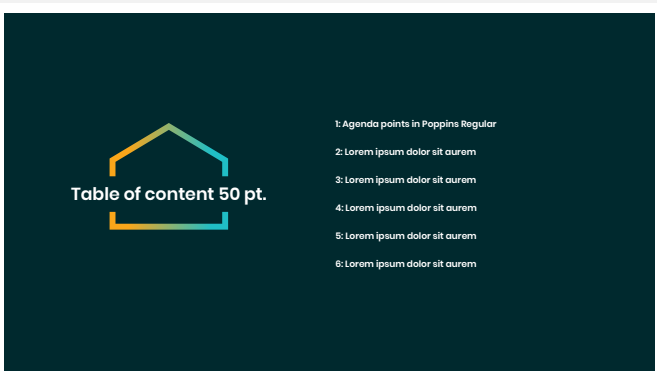 Table of content 50 pt.
1: Agenda points in Poppins Regular
2: Lorem ipsum dolor sit aurem
3: Lorem ipsum dolor sit aurem
4: Lorem ipsum dolor sit aurem
5: Lorem ipsum dolor sit aurem
6: Lorem ipsum dolor sit aurem